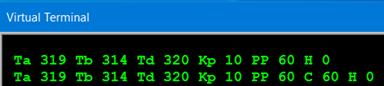 Virtual Terminal
Ta 319 Tb 314 Td 320 Kp 10 PP 60 H 0
Ta 319 Tb 314 Td 320 Kp 10 PP 60 C 60 H 0